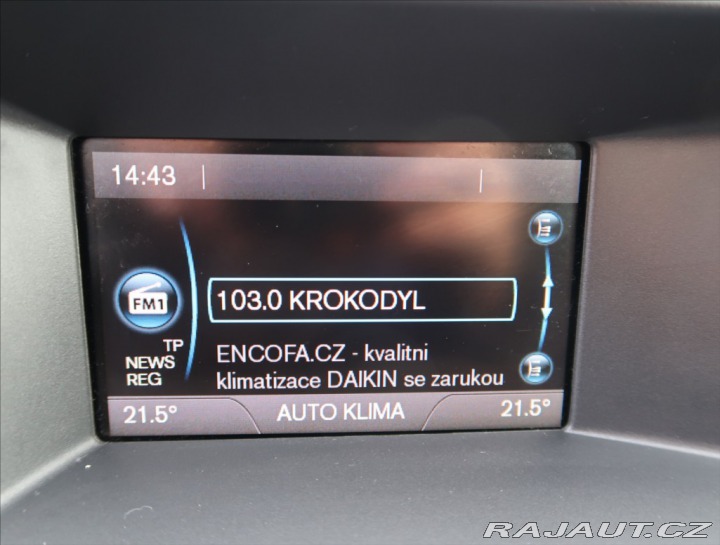 14:43
103.0 KROKODYL
FM1
TP
NEWS
REG
ENCOFA.CZ - kvalitni
klimatizace DAIKIN se zarukou
21.5°
AUTO KLIMA
21.5°
RAJAUT.CZ